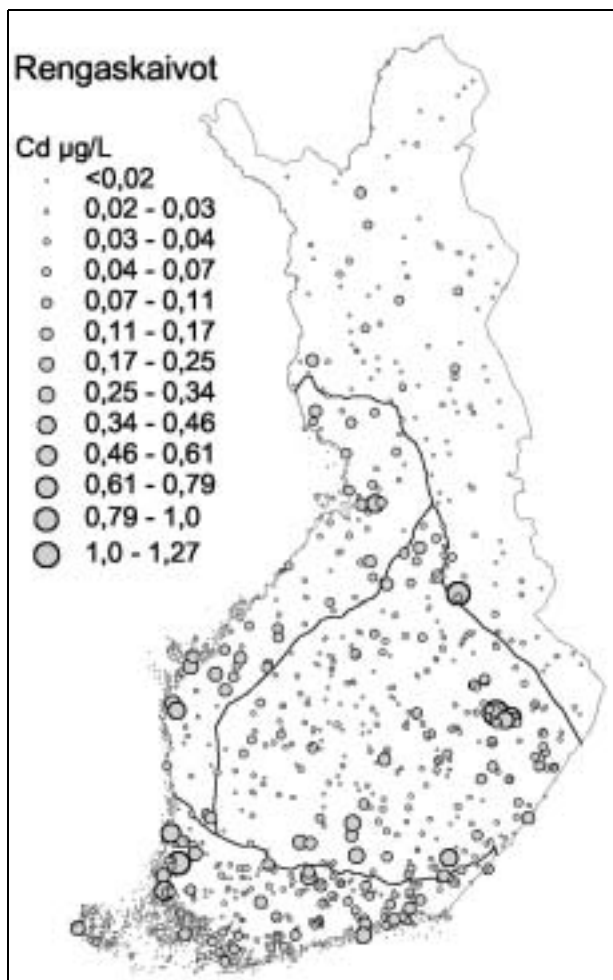 Rengaskaivot
Cd µg/L
<0,02
0,02 - 0,03
0,03 - 0,04
0,04 - 0,07
0,07 - 0,11
0,11 - 0,17
0,17 - 0,25
0,25 - 0,34
0,34 - 0,46
0,46 - 0,61
0,61 - 0,79
0,79 - 1,0
1,0 - 1,27